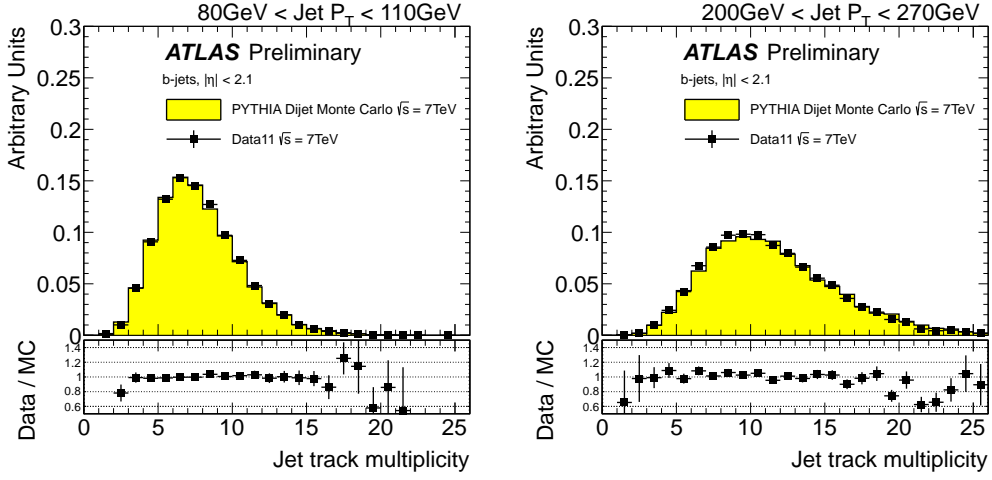 80GeV < Jet P_T < 110GeV
Arbitrary Units
0.3
0.25
0.2
0.15
0.1
0.05
0
ATLAS Preliminary
b-jets, |η| < 2.1
PYTHIA Dijet Monte Carlo √s = 7TeV
Data11 √s = 7TeV
Data / MC
1.4
1.2
1
0.8
0.6
0 5 10 15 20 25
Jet track multiplicity
200GeV < Jet P_T < 270GeV
Arbitrary Units
0.3
0.25
0.2
0.15
0.1
0.05
0
ATLAS Preliminary
b-jets, |η| < 2.1
PYTHIA Dijet Monte Carlo √s = 7TeV
Data11 √s = 7TeV
Data / MC
1.4
1.2
1
0.8
0.6
0 5 10 15 20 25
Jet track multiplicity